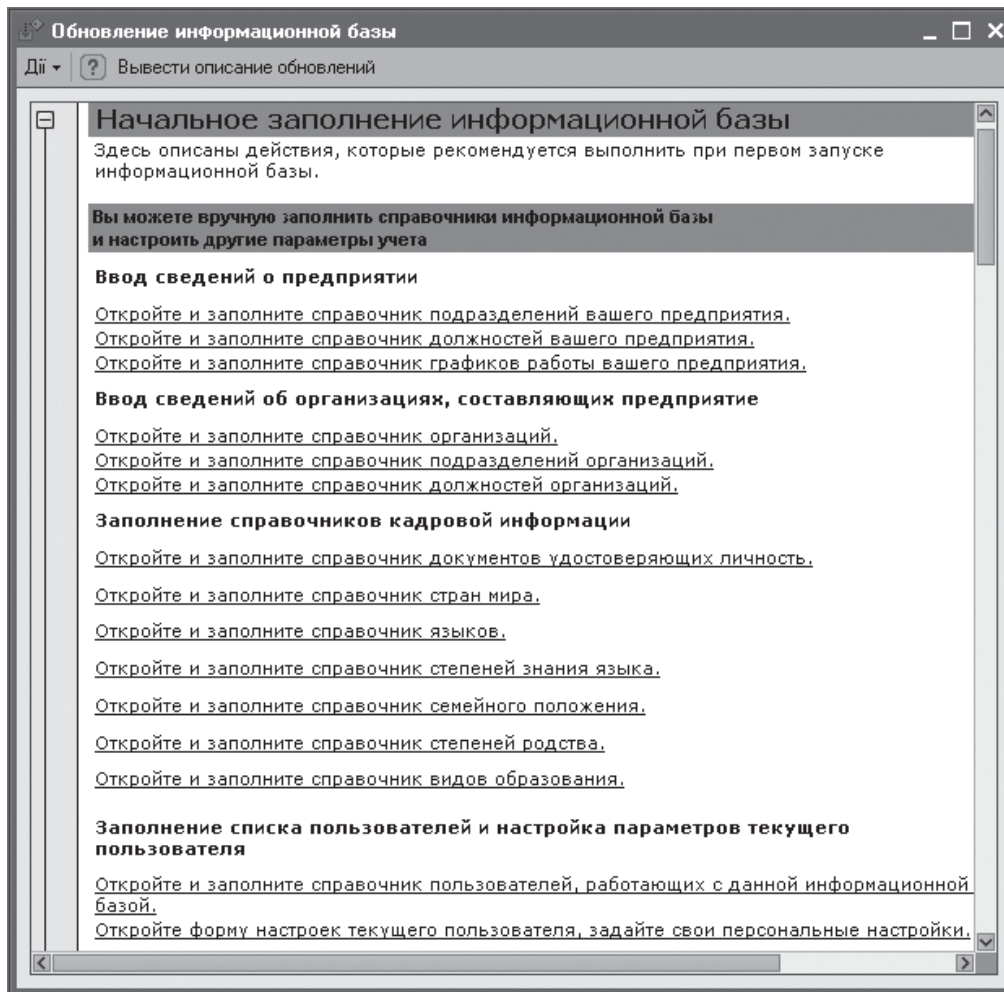 Обновление информационной базы
Дії ? Вывести описание обновлений
Начальное заполнение информационной базы
Здесь описаны действия, которые рекомендуется выполнить при первом запуске
информационной базы.
Вы можете вручную заполнить справочники информационной базы
и настроить другие параметры учета
Ввод сведений о предприятии
Откройте и заполните справочник подразделений вашего предприятия.
Откройте и заполните справочник должностей вашего предприятия.
Откройте и заполните справочник графиков работы вашего предприятия.
Ввод сведений об организациях, составляющих предприятие
Откройте и заполните справочник организаций.
Откройте и заполните справочник подразделений организаций.
Откройте и заполните справочник должностей организаций.
Заполнение справочников кадровой информации
Откройте и заполните справочник документов удостоверяющих личность.
Откройте и заполните справочник стран мира.
Откройте и заполните справочник языков.
Откройте и заполните справочник степеней знания языка.
Откройте и заполните справочник семейного положения.
Откройте и заполните справочник степеней родства.
Откройте и заполните справочник видов образования.
Заполнение списка пользователей и настройка параметров текущего
пользователя
Откройте и заполните справочник пользователей, работающих с данной информационной
базой.
Откройте форму настроек текущего пользователя, задайте свои персональные настройки.